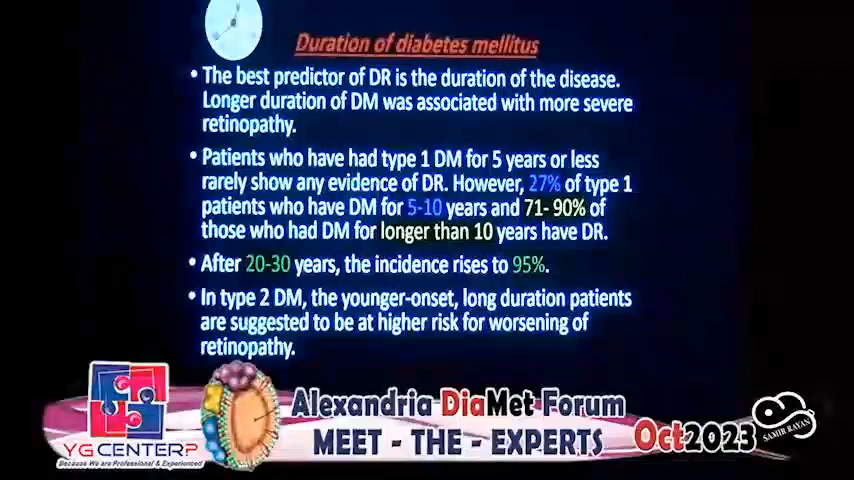 Duration of diabetes mellitus
• The best predictor of DR is the duration of the disease.
Longer duration of DM was associated with more severe
retinopathy.
• Patients who have had type 1 DM for 5 years or less
rarely show any evidence of DR. However, 27% of type 1
patients who have DM for 5-10 years and 71- 90% of
those who had DM for longer than 10 years have DR.
• After 20-30 years, the incidence rises to 95%.
• In type 2 DM, the younger-onset, long duration patients
are suggested to be at higher risk for worsening of
retinopathy.
Alexandria DiaMet Forum
MEET - THE - EXPERTS
Oct2023
SAMIR RAYAN
YGCENTERP
Because We are Professional & Experienced